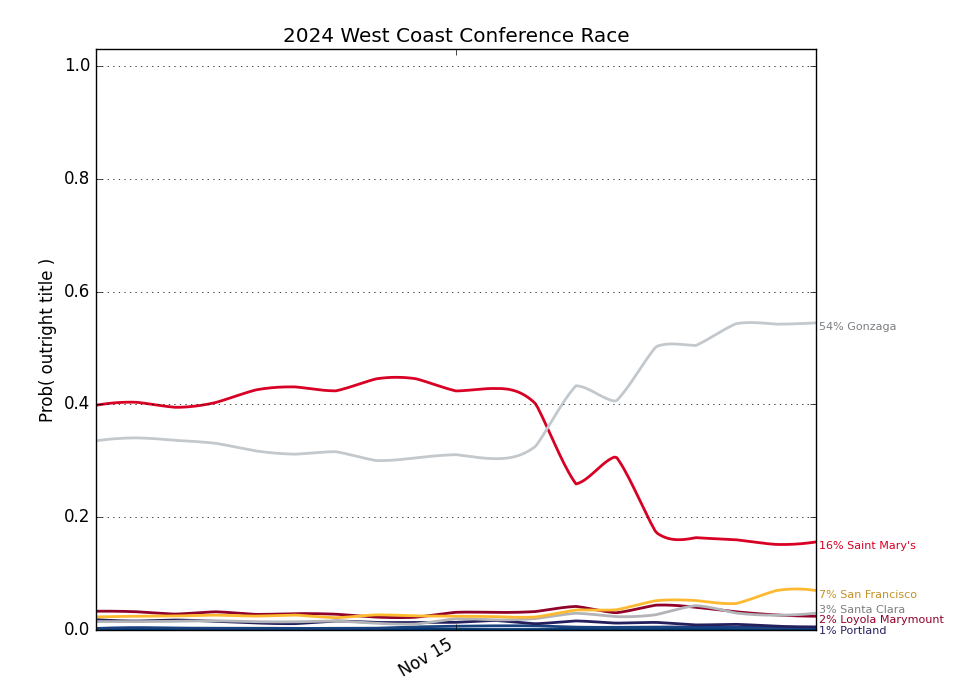 2024 West Coast Conference Race
1.0
0.8
0.6
0.4
0.2
0.0
Prob( outright title )
Nov 15
54% Gonzaga
16% Saint Mary's
7% San Francisco
3% Santa Clara
2% Loyola Marymount
1% Portland